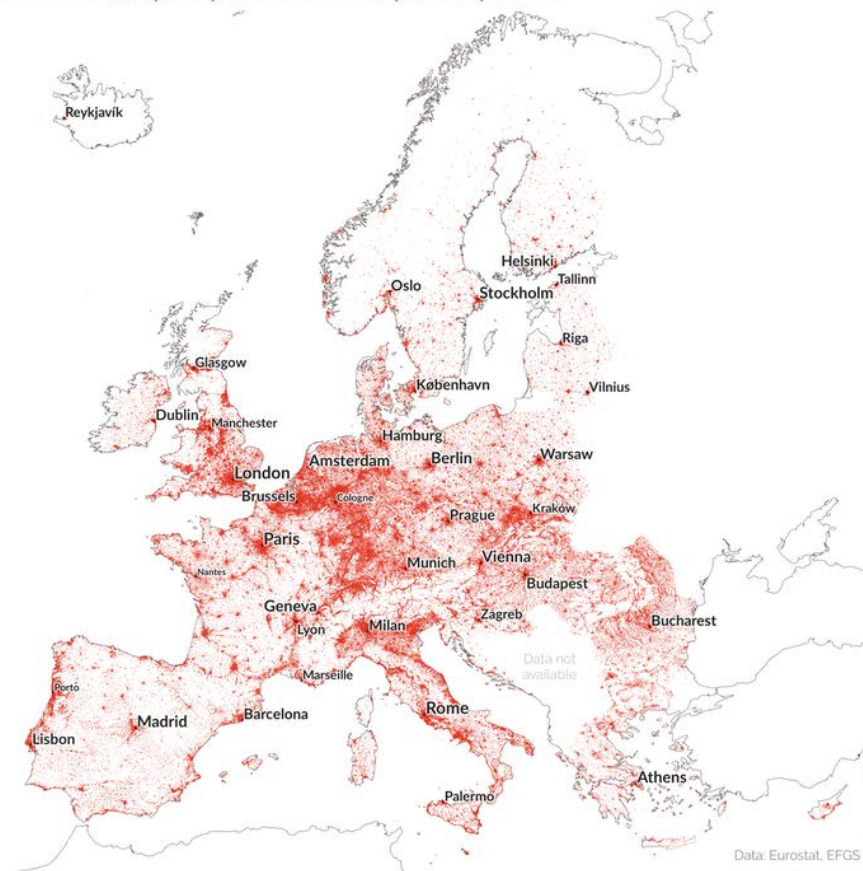 Reykjavík
Helsinki
Tallinn
Oslo
Stockholm
Riga
Glasgow
København
Vilnius
Dublin
Manchester
Hamburg
London
Amsterdam
Berlin
Warsaw
Brussels
Cologne
Prague
Kraków
Paris
Munich
Vienna
Nantes
Budapest
Geneva
Lyon
Milan
Zagreb
Bucharest
Data not
available
Marseille
Porto
Madrid
Barcelona
Rome
Lisbon
Athens
Palermo
Data: Eurostat, EFGS